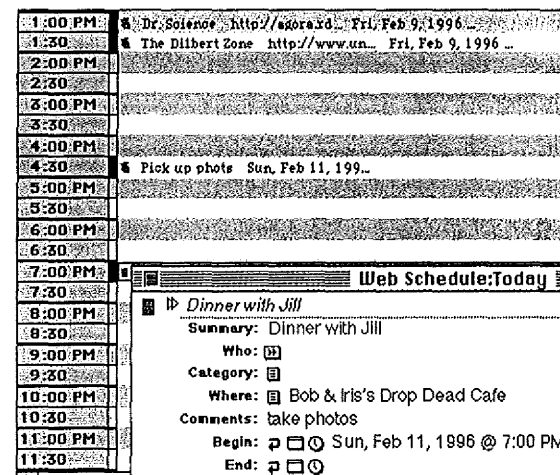 1:00 PM Dr. Science http://agora.rd... Fri, Feb 9, 1996 ...
1:30 The Dilbert Zone http://www.un... Fri, Feb 9, 1996 ...
2:00 PM
2:30
3:00 PM
3:30
4:00 PM
4:30 Pick up phots Sun, Feb 11, 199...
5:00 PM
5:30
6:00 PM
6:30
7:00 PM
Web Schedule:Today
7:30
Dinner with Jill
8:00 PM
8:30
Summary: Dinner with Jill
9:00 PM
Who:
9:30
Category:
10:00 PM
Where: Bob & Iris's Drop Dead Cafe
10:30
Comments: take photos
11:00 PM
Begin: Sun, Feb 11, 1996 @ 7:00 PM
11:30
End: